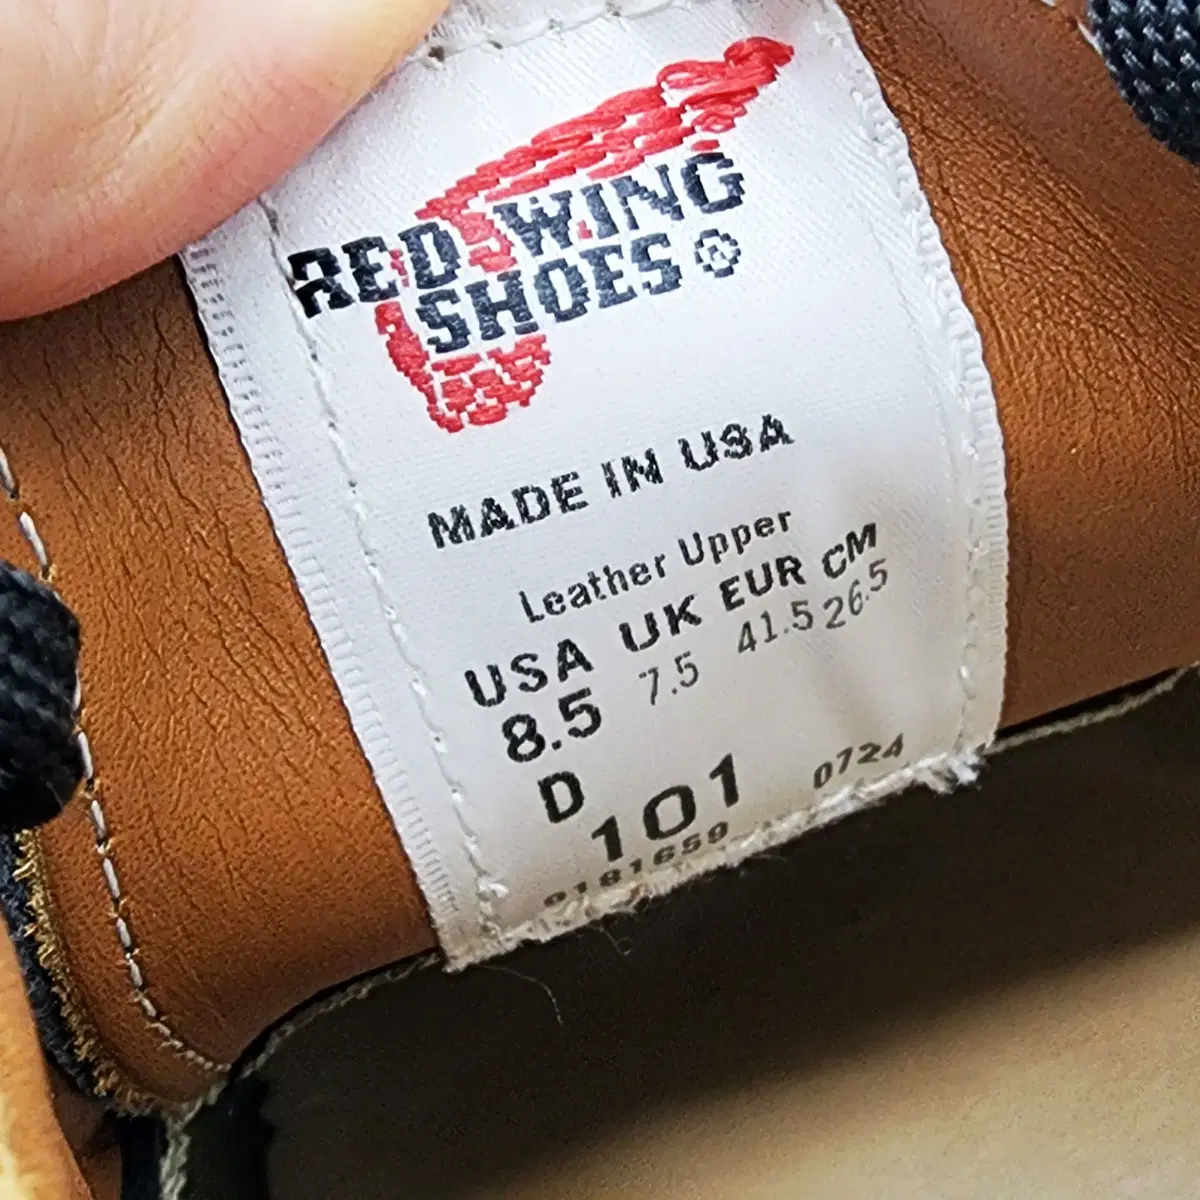 RED WING
SHOES ®
MADE IN USA
Leather Upper
USA UK EUR CM
8.5 7.5 41.5 26.5
D
101 0724